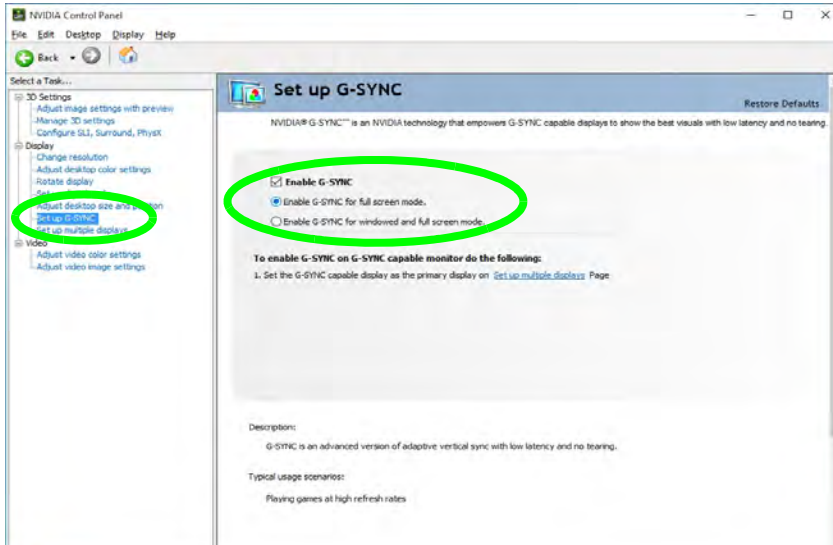 NVIDIA Control Panel
File Edit Desktop Display Help
Back
Select a Task...
3D Settings
Adjust image settings with preview
Manage 3D settings
Configure SLI, Surround, PhysX
Display
Change resolution
Adjust desktop color settings
Rotate display
Adjust desktop size and position
Set up G-SYNC
Set up multiple displays
Video
Adjust video color settings
Adjust video image settings
Set up G-SYNC
Restore Defaults
NVIDIA® G-SYNC™ is an NVIDIA technology that empowers G-SYNC capable displays to show the best visuals with low latency and no tearing.
Enable G-SYNC
Enable G-SYNC for full screen mode.
Enable G-SYNC for windowed and full screen mode.
To enable G-SYNC on G-SYNC capable monitor do the following:
1. Set the G-SYNC capable display as the primary display on Set up multiple displays Page
Description:
G-SYNC is an advanced version of adaptive vertical sync with low latency and no tearing.
Typical usage scenarios:
Playing games at high refresh rates